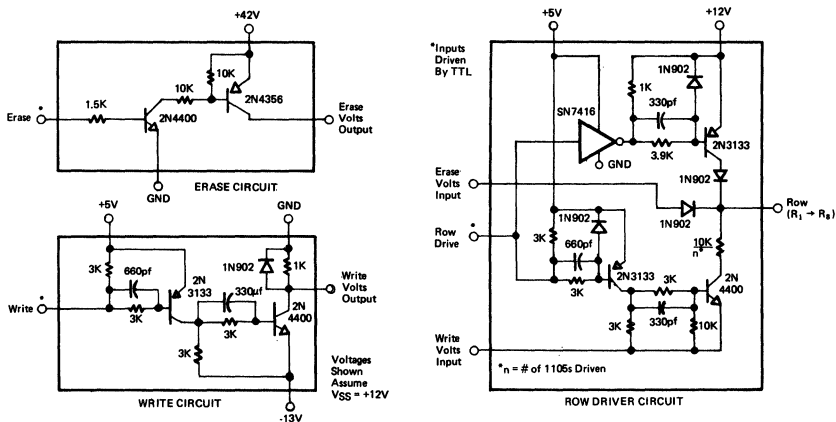 +42V
10K
10K
2N4356
1.5K
Erase *
2N4400
Erase
Volts
Output
GND
ERASE CIRCUIT
+5V
GND
3K
660pf
2N
3133
1N902
1K
Write
Volts
Output
Write *
3K
330µf
3K
2N
4400
3K
Voltages
Shown
Assume
VSS = +12V
WRITE CIRCUIT
-13V
+5V
+12V
*Inputs
Driven
By TTL
1N902
1K
SN7416
330pf
GND
3.9K
2N3133
1N902
Erase
Volts
Input
1N902
Row
(R1 → R8)
Row *
Drive
1N902
3K
660pf
3K
2N3133
10K
n*
3K
2N
4400
3K
330pf
10K
Write
Volts
Input
*n = # of 1105s Driven
ROW DRIVER CIRCUIT